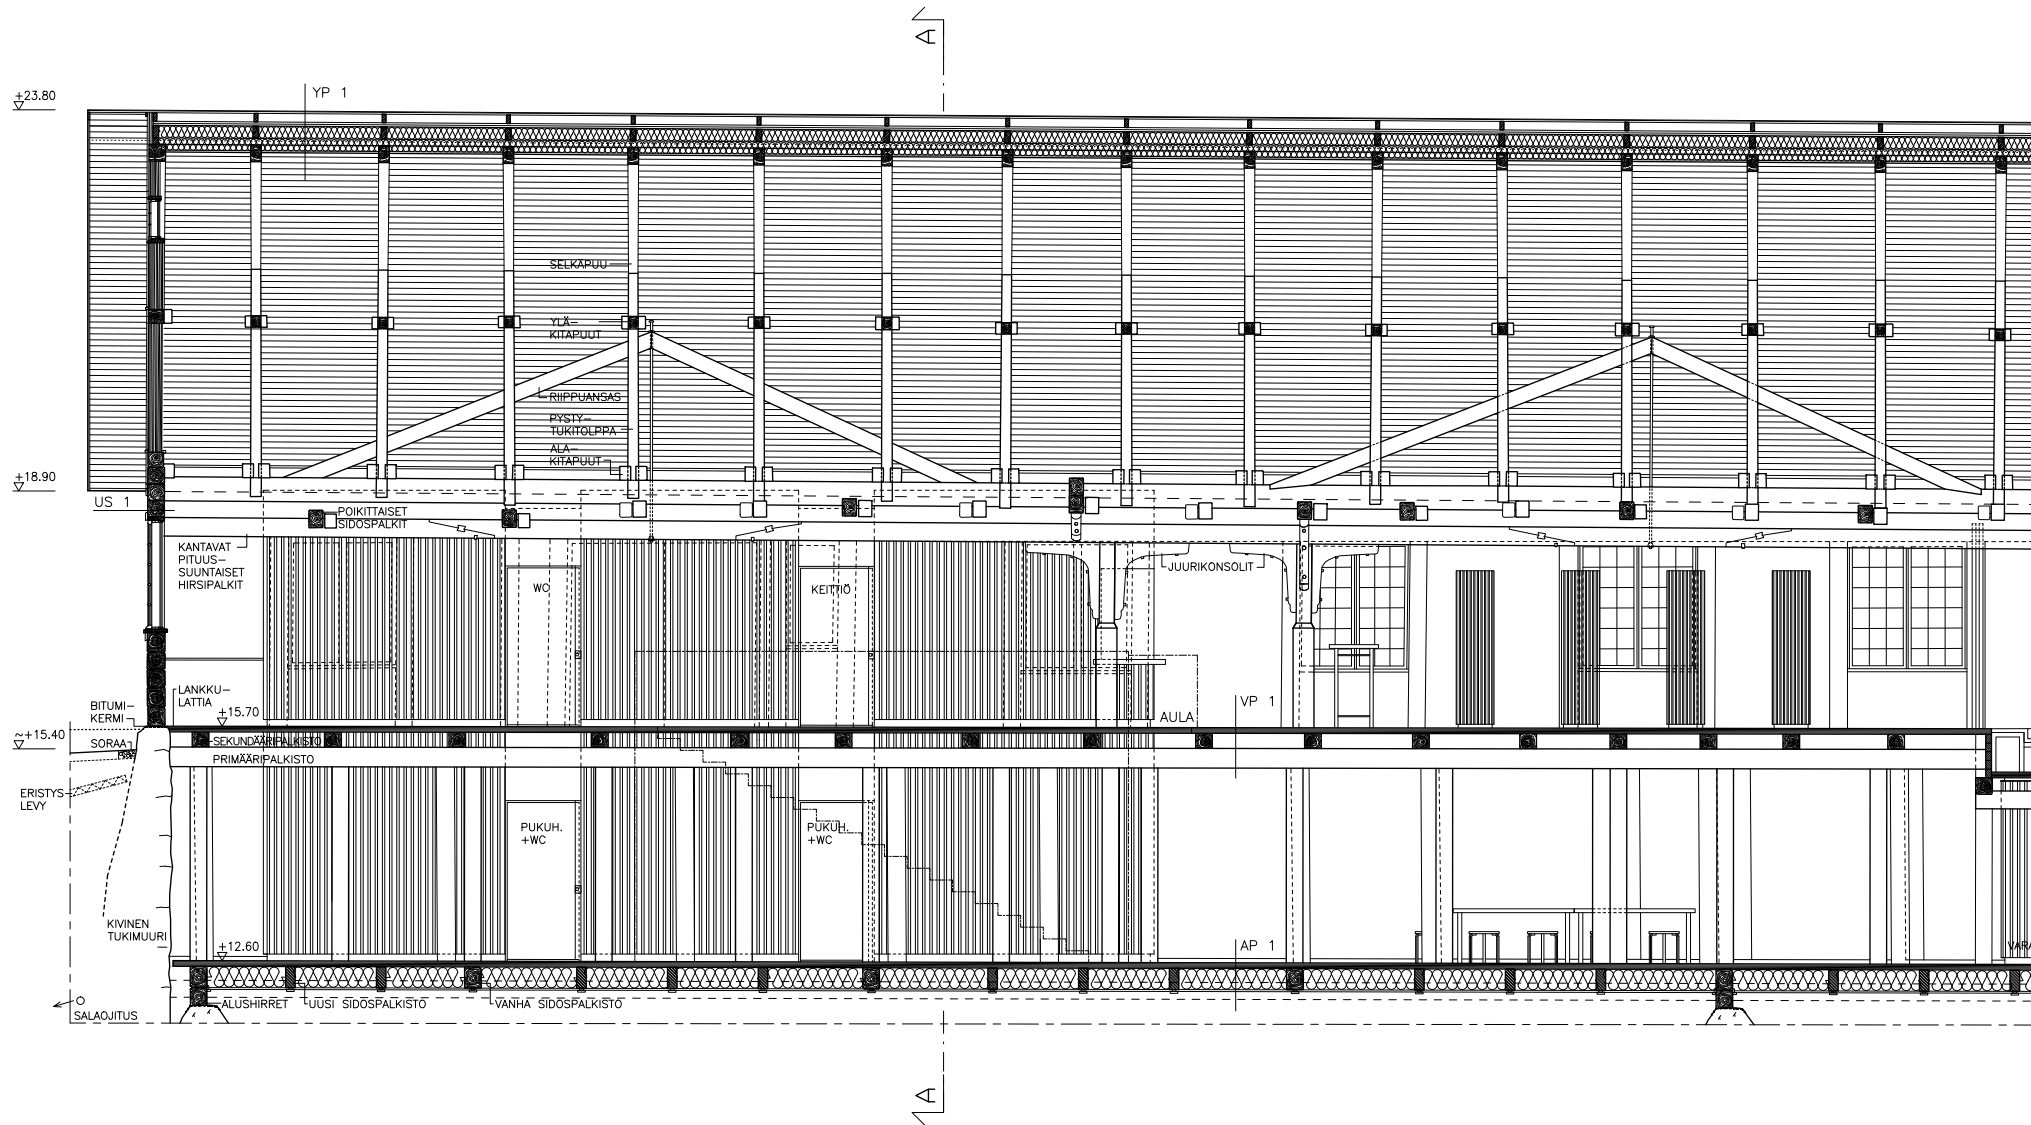 A
+23.80
YP 1
SELKÄPUU
YLÄ-
KITAPUUT
RIIPPUANSAS
PYSTY-
TUKITOLPPA
ALA-
KITAPUUT
+18.90
US 1
POIKITTAISET
SIDOSPALKIT
KANTAVAT
PITUUS-
SUUNTAISET
HIRSIPALKIT
JUURIKONSOLIT
WC
KEITTIÖ
LANKKU-
LATTIA
BITUMI-
KERMI
+15.70
VP 1
AULA
~+15.40
SORAA
SEKUNDÄÄRIPALKISTO
PRIMÄÄRIPALKISTO
ERISTYS
LEVY
PUKUH.
+WC
PUKUH.
+WC
KIVINEN
TUKIMUURI
+12.60
AP 1
VARA
ALUSHIRRET
UUSI SIDOSPALKISTO
VANHA SIDOSPALKISTO
SALAOJITUS
A